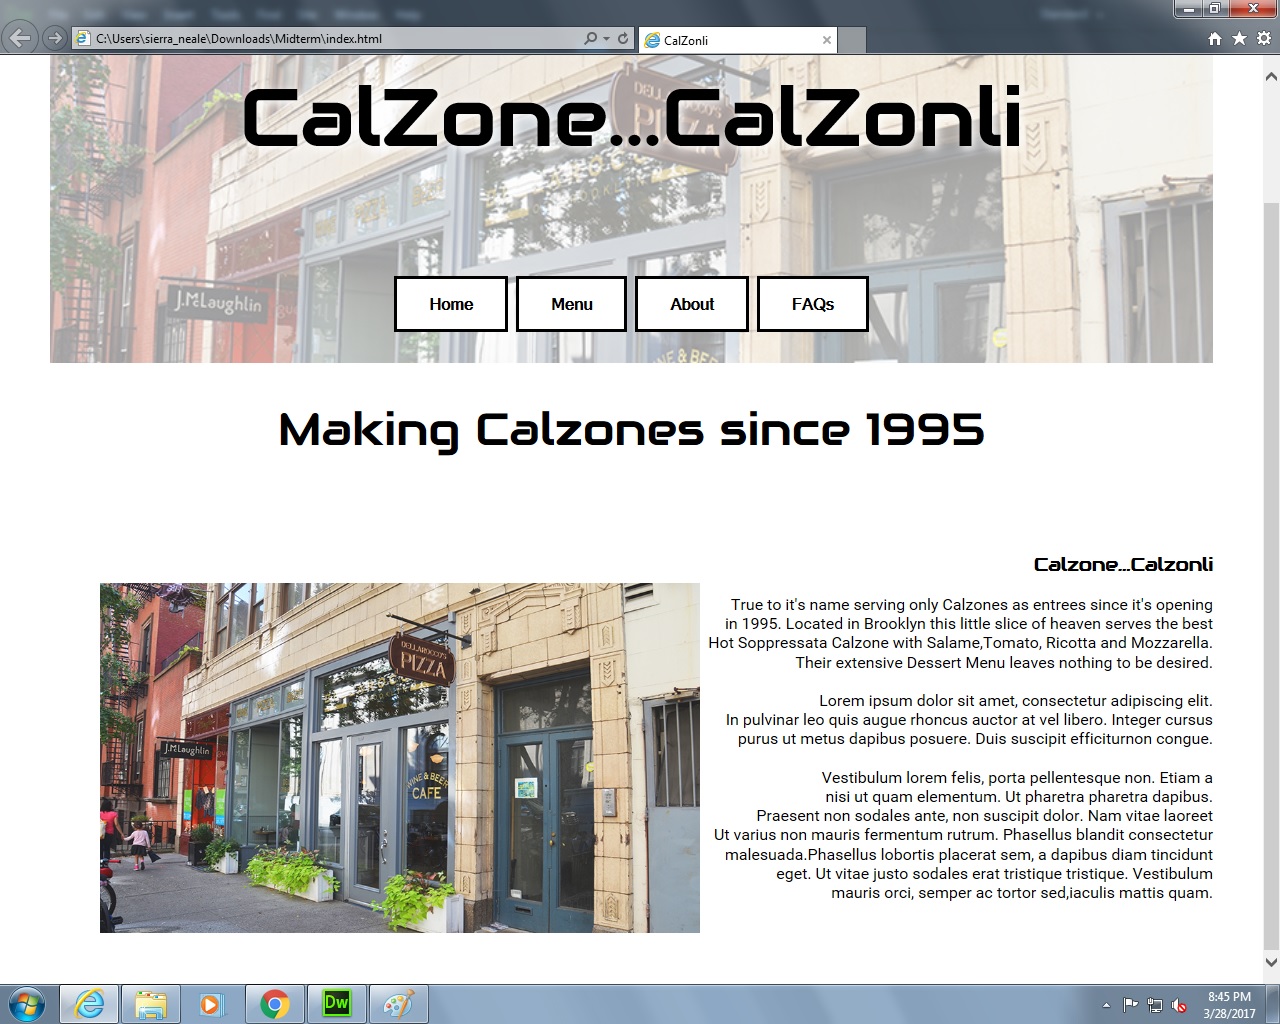 C:\Users\sierra_neale\Downloads\Midterm\index.html
CalZonli
CalZone...CalZonli
DELLAROCCO'S
PIZZA
BROOKLYN
J.McLaughlin
WINE & BEER
Home
Menu
About
FAQs
Making Calzones since 1995
Calzone...Calzonli
True to it's name serving only Calzones as entrees since it's opening
in 1995. Located in Brooklyn this little slice of heaven serves the best
Hot Soppressata Calzone with Salame,Tomato, Ricotta and Mozzarella.
Their extensive Dessert Menu leaves nothing to be desired.
Lorem ipsum dolor sit amet, consectetur adipiscing elit.
In pulvinar leo quis augue rhoncus auctor at vel libero. Integer cursus
purus ut metus dapibus posuere. Duis suscipit efficiturnon congue.
Vestibulum lorem felis, porta pellentesque non. Etiam a
nisi ut quam elementum. Ut pharetra pharetra dapibus.
Praesent non sodales ante, non suscipit dolor. Nam vitae laoreet
Ut varius non mauris fermentum rutrum. Phasellus blandit consectetur
malesuada.Phasellus lobortis placerat sem, a dapibus diam tincidunt
eget. Ut vitae justo sodales erat tristique tristique. Vestibulum
mauris orci, semper ac tortor sed,iaculis mattis quam.
DELLAROCCO'S
PIZZA
J.McLaughlin
WINE & BEER
CAFE
Dw
8:45 PM
3/28/2017